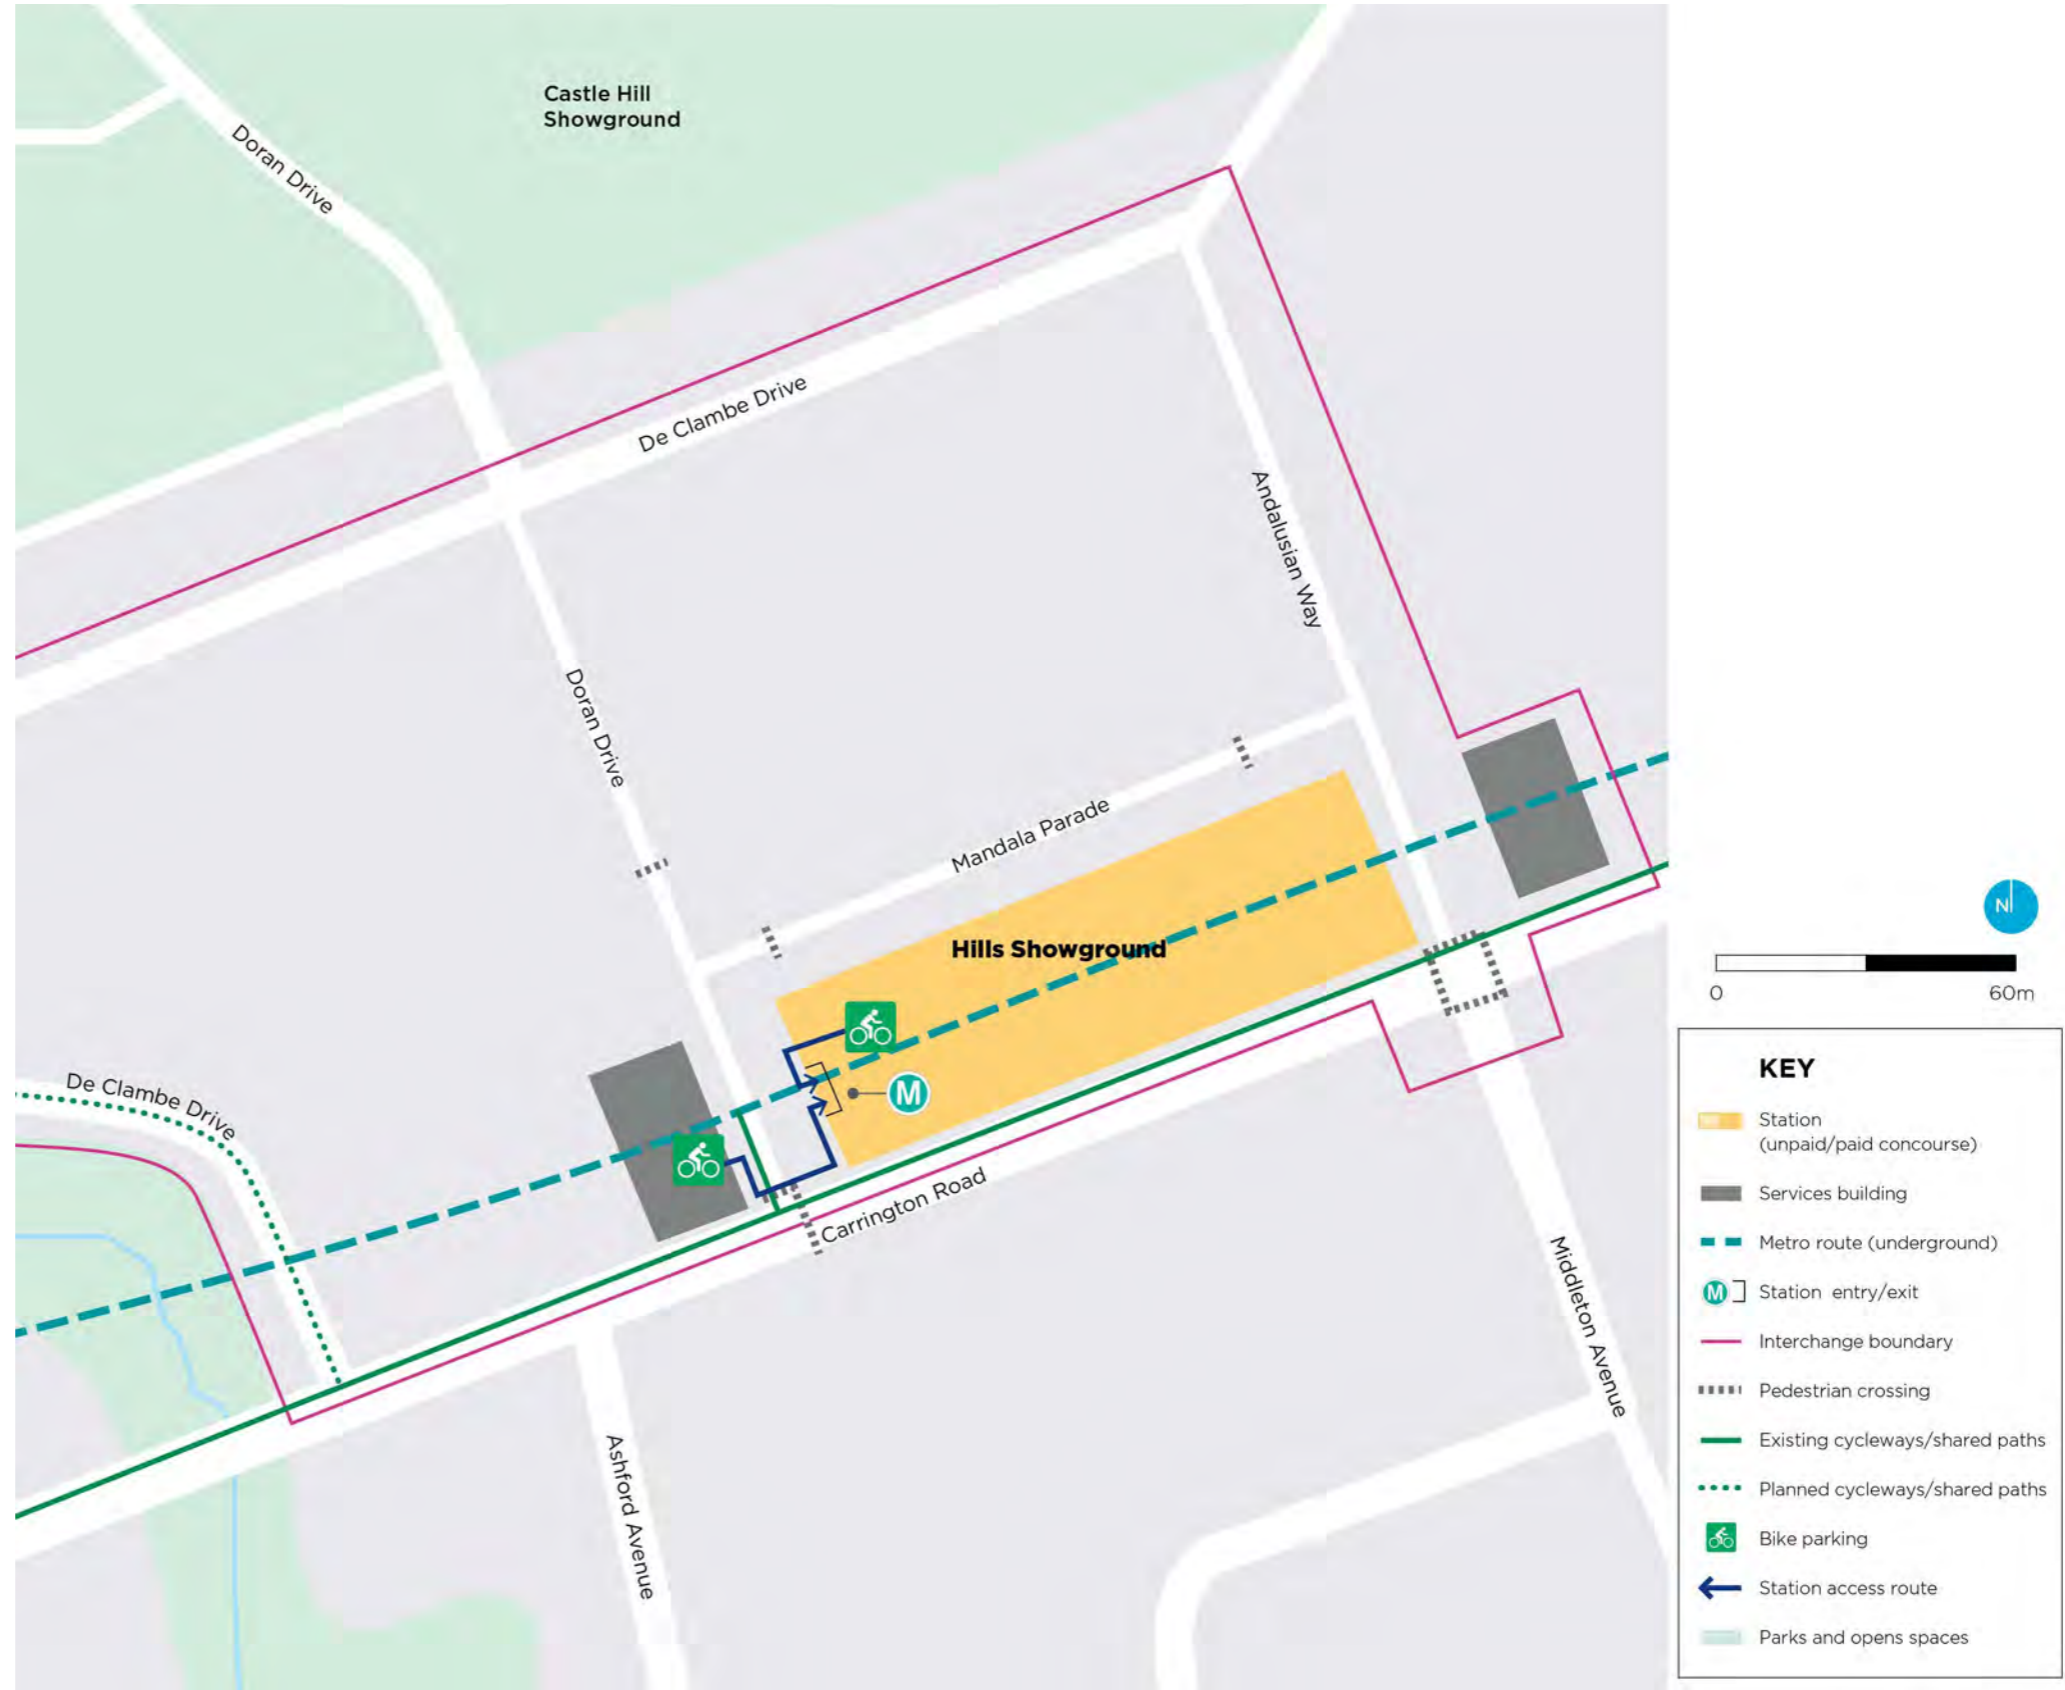 Castle Hill
Showground
Doran Drive
De Clambe Drive
Andalusian Way
Doran Drive
Mandala Parade
Hills Showground
M
De Clambe Drive
Carrington Road
Middleton Avenue
Ashford Avenue
N
0 60m
KEY
Station
(unpaid/paid concourse)
Services building
Metro route (underground)
M Station entry/exit
Interchange boundary
Pedestrian crossing
Existing cycleways/shared paths
Planned cycleways/shared paths
Bike parking
Station access route
Parks and opens spaces